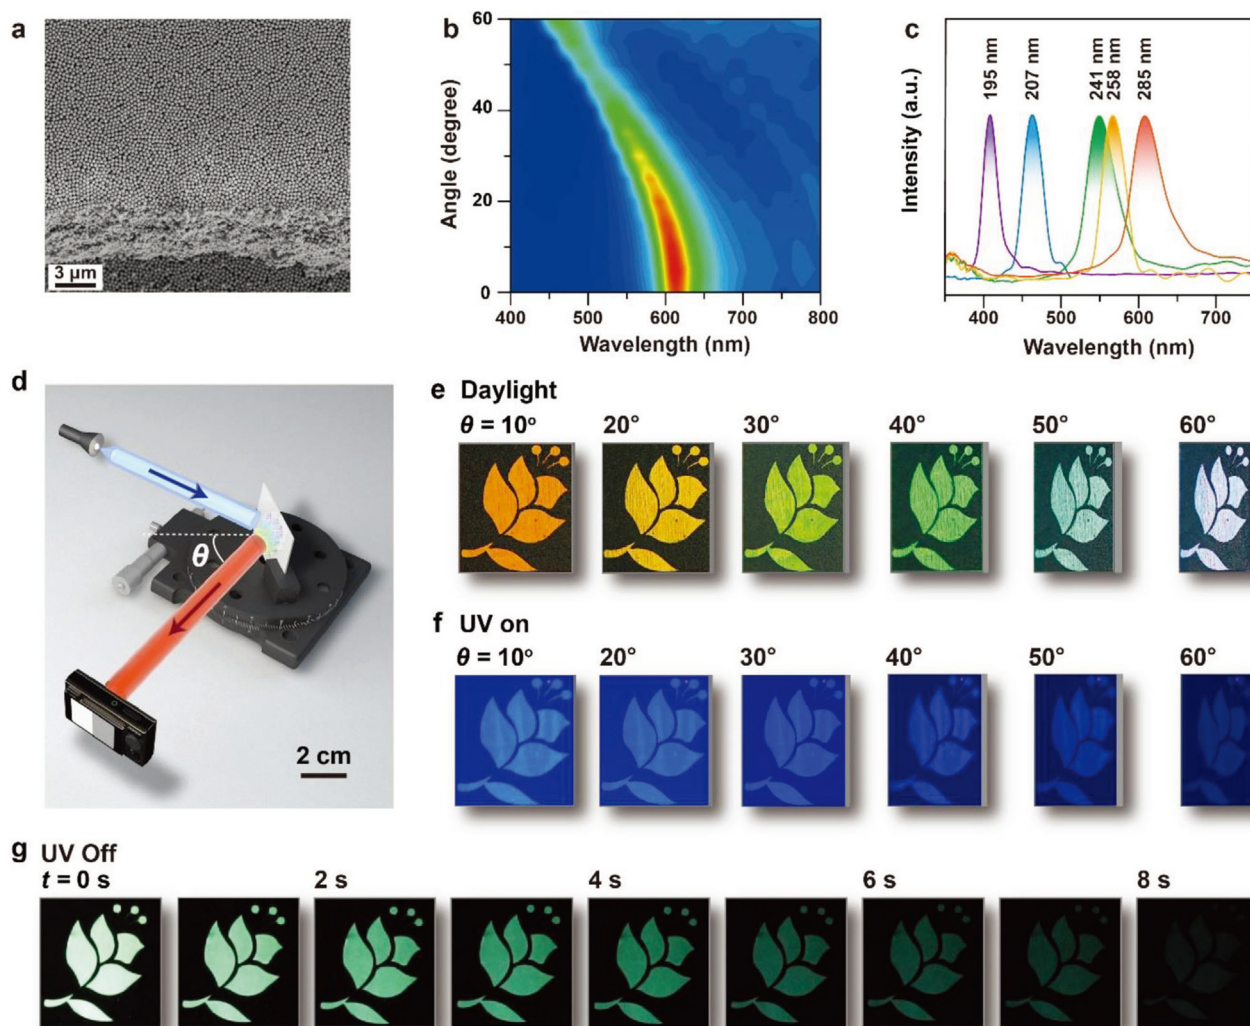 a
3 μm
b
60
40
20
0
Angle (degree)
400 500 600 700 800
Wavelength (nm)
c
195 nm 207 nm 241 nm 258 nm 285 nm
Intensity (a.u.)
400 500 600 700
Wavelength (nm)
d
θ
2 cm
e Daylight
θ = 10° 20° 30° 40° 50° 60°
f UV on
θ = 10° 20° 30° 40° 50° 60°
g UV Off
t = 0 s 2 s 4 s 6 s 8 s